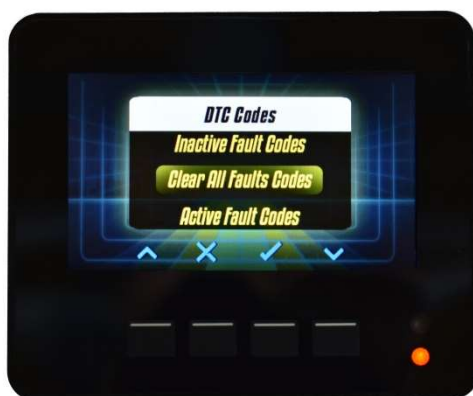 DTC Codes
Inactive Fault Codes
Clear All Faults Codes
Active Fault Codes